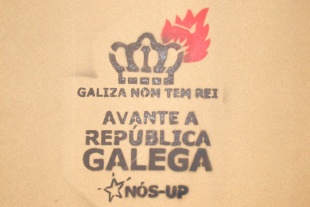 GALIZA NOM TEM REI
AVANTE A
REPÚBLICA
GALEGA
NÓS-UP